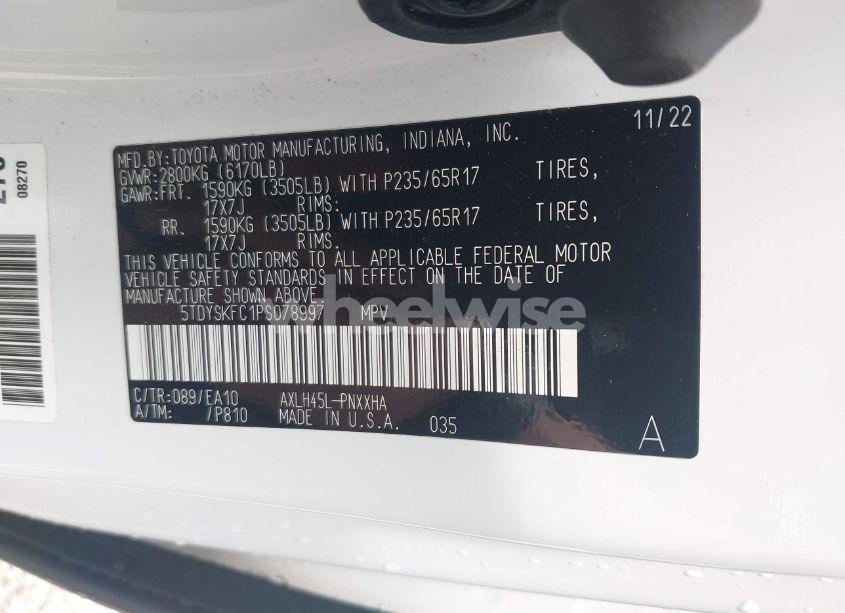 11/22
MFD.BY:TOYOTA MOTOR MANUFACTURING, INDIANA, INC.
GVWR:2800KG (6170LB)
GAWR:FRT. 1590KG (3505LB) WITH P235/65R17 TIRES,
17X7J RIMS.
RR. 1590KG (3505LB) WITH P235/65R17 TIRES,
17X7J RIMS.
THIS VEHICLE CONFORMS TO ALL APPLICABLE FEDERAL MOTOR
VEHICLE SAFETY STANDARDS IN EFFECT ON THE DATE OF
MANUFACTURE SHOWN ABOVE.
5TDYSKFC1PS078997 MPV
wheelwise
C/TR:089/EA10 AXLH45L-PNXXHA
A/TM: /P810 MADE IN U.S.A. 035
A
08270